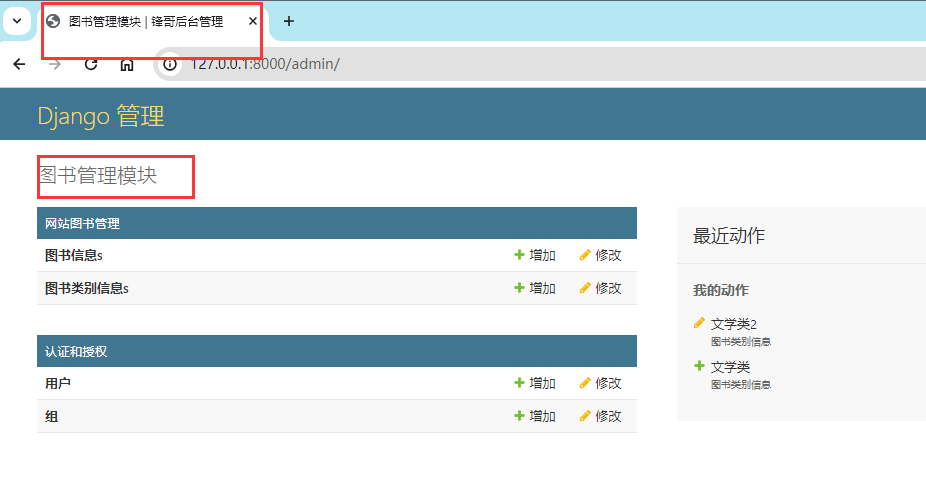 图书管理模块 | 锋哥后台管理
127.0.0.1:8000/admin/
Django 管理
图书管理模块
网站图书管理
图书信息s 增加 修改
图书类别信息s 增加 修改
认证和授权
用户 增加 修改
组 增加 修改
最近动作
我的动作
文学类2
图书类别信息
文学类
图书类别信息